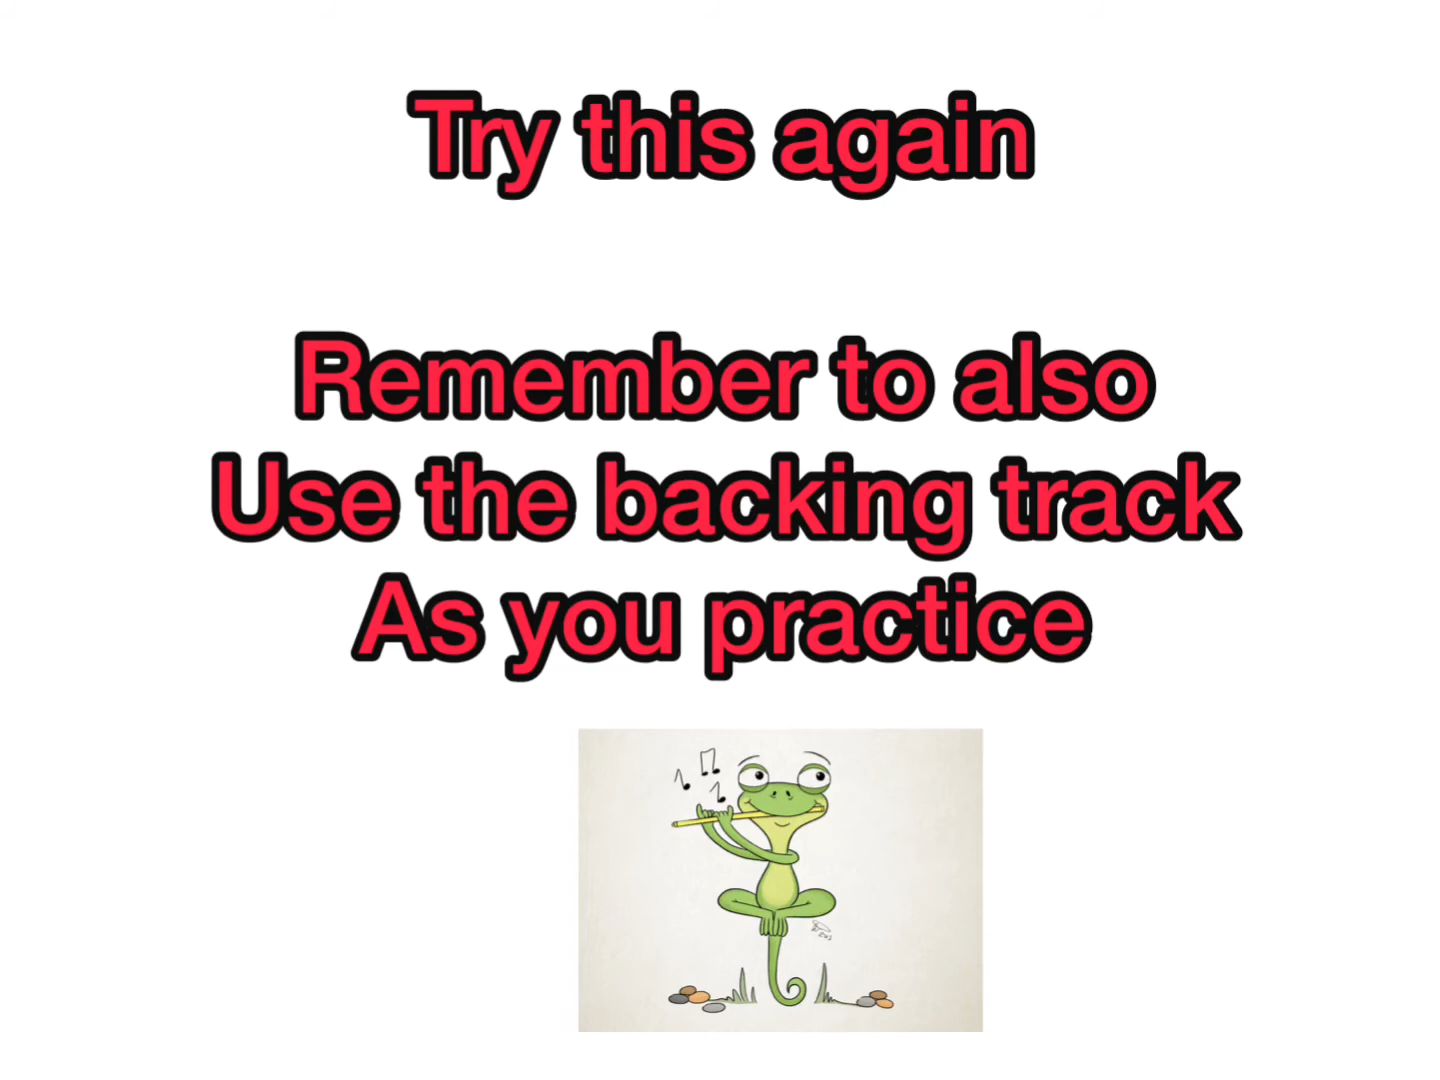 Try this again
Remember to also
Use the backing track
As you practice